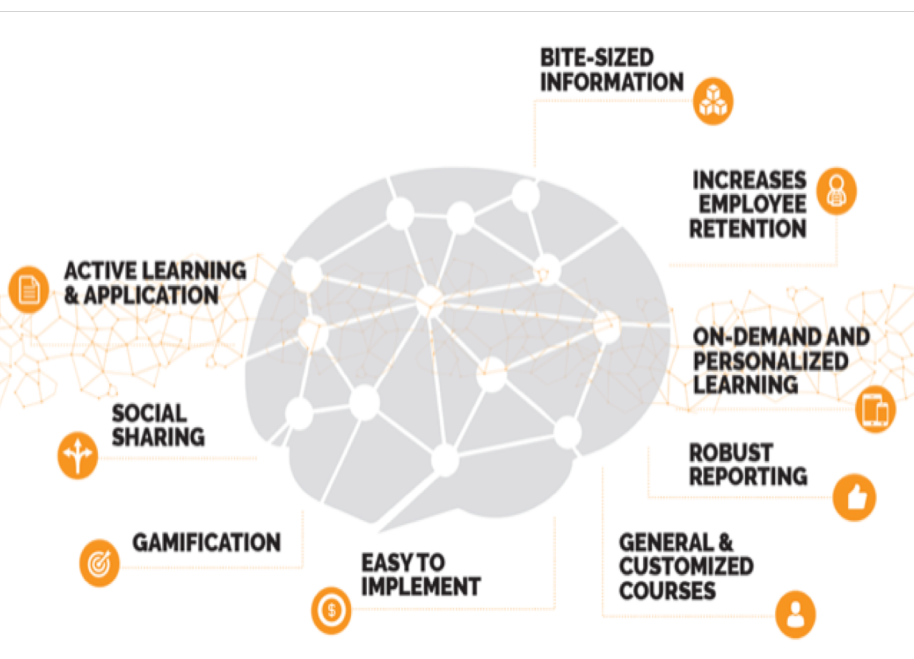 BITE-SIZED
INFORMATION
INCREASES
EMPLOYEE
RETENTION
ACTIVE LEARNING
& APPLICATION
ON-DEMAND AND
PERSONALIZED
LEARNING
SOCIAL
SHARING
ROBUST
REPORTING
GAMIFICATION
EASY TO
IMPLEMENT
$
GENERAL &
CUSTOMIZED
COURSES